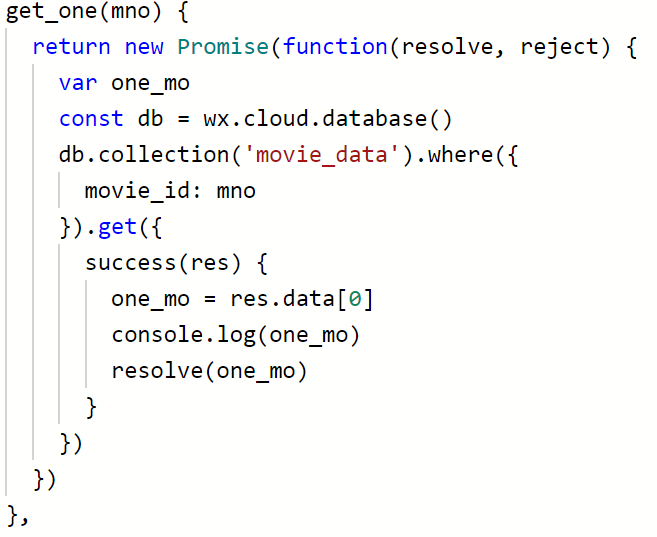 get_one(mno) {
return new Promise(function(resolve, reject) {
var one_mo
const db = wx.cloud.database()
db.collection('movie_data').where({
movie_id: mno
}).get({
success(res) {
one_mo = res.data[0]
console.log(one_mo)
resolve(one_mo)
}
})
})
},